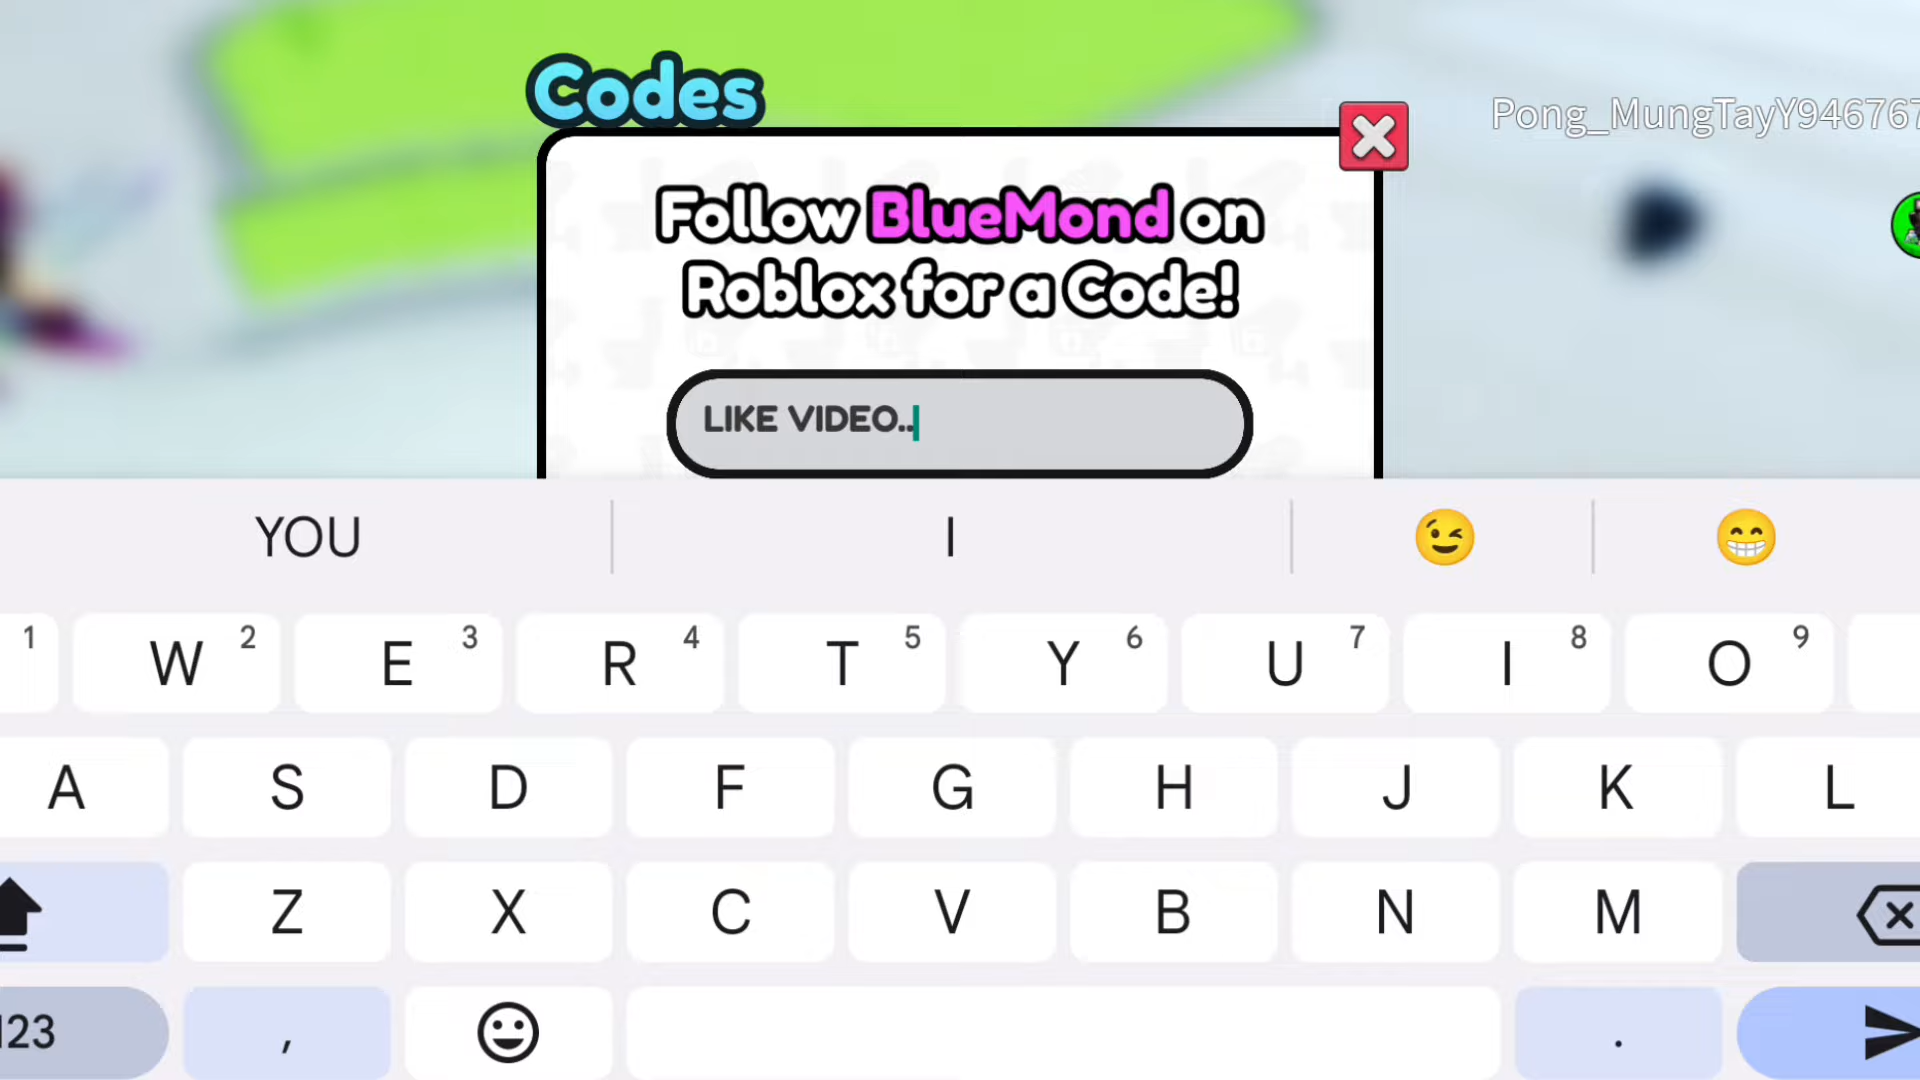 Codes
Pong_MungTayY946767
Follow BlueMond on
Roblox for a Code!
LIKE VIDEO..
YOU I
1 W 2 E 3 R 4 T 5 Y 6 U 7 I 8 O 9
A S D F G H J K L
Z X C V B N M
123 , .